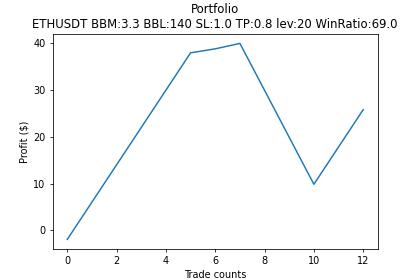 Portfolio
ETHUSDT BBM:3.3 BBL:140 SL:1.0 TP:0.8 lev:20 WinRatio:69.0
40
30
20
10
0
Profit ($)
0 2 4 6 8 10 12
Trade counts